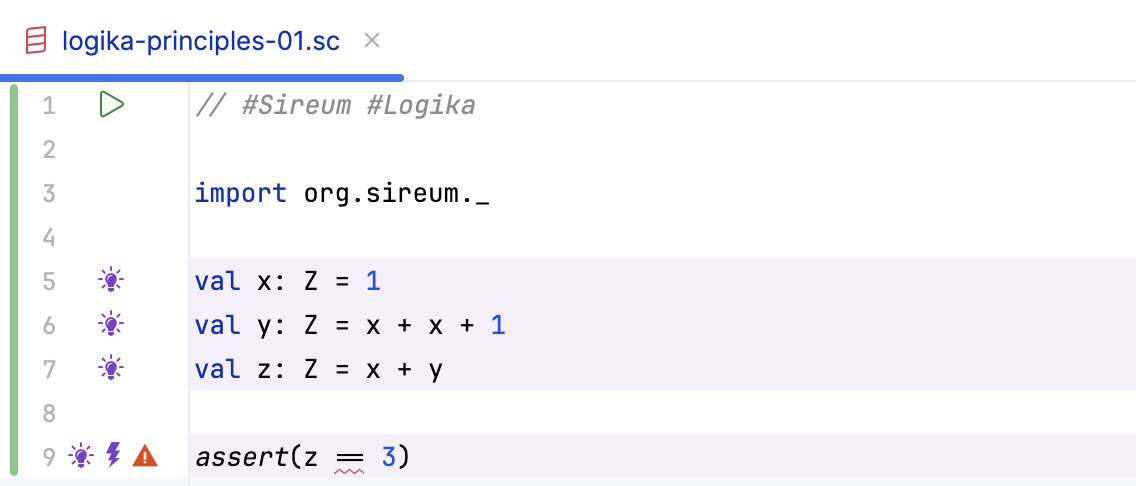 logika-principles-01.sc
1 // #Sireum #Logika
2
3 import org.sireum._
4
5 val x: Z = 1
6 val y: Z = x + x + 1
7 val z: Z = x + y
8
9 assert(z == 3)